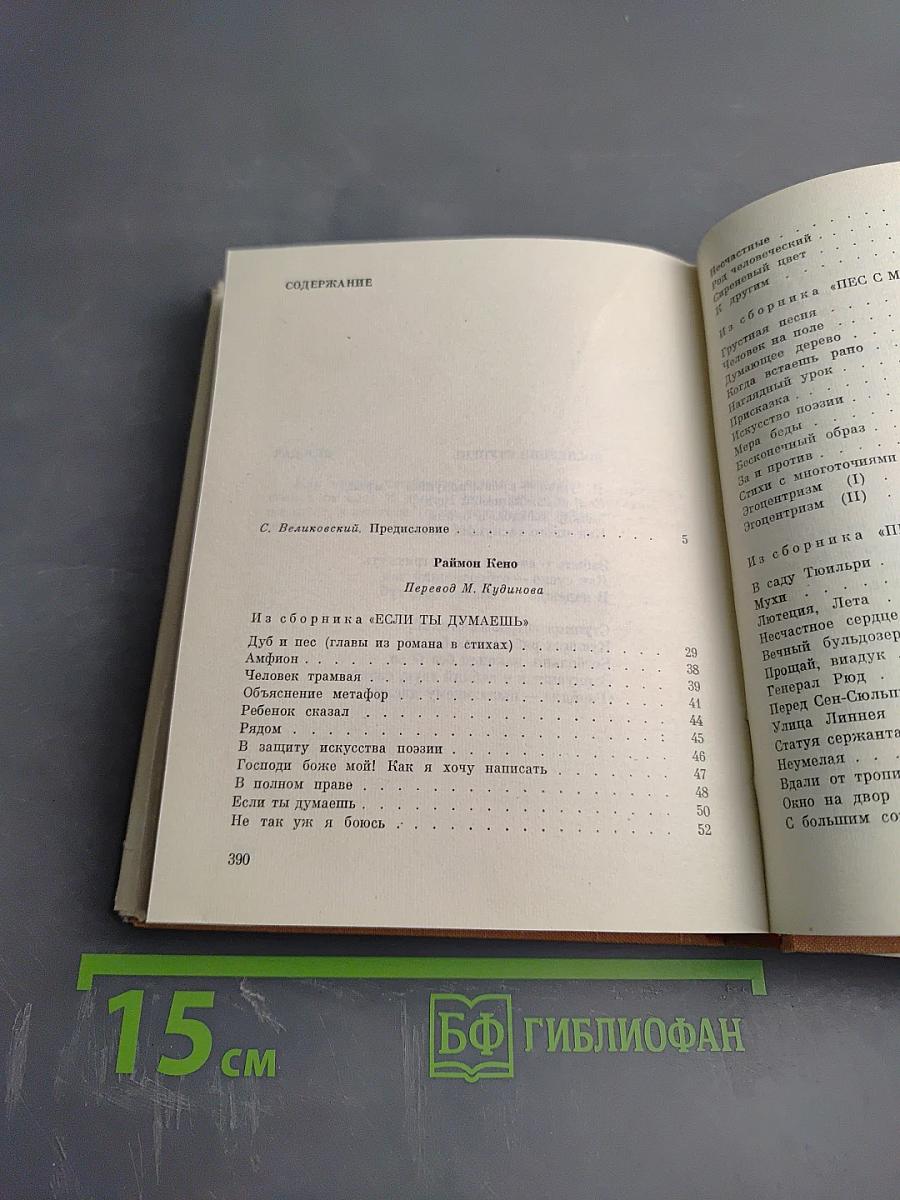 СОДЕРЖАНИЕ
С. Великовский. Предисловие . . . . . . . . . . . . . . 5
Раймон Кено
Перевод М. Кудинова
Из сборника «ЕСЛИ ТЫ ДУМАЕШЬ»
Дуб и пес (главы из романа в стихах) . . . . . . . . . 29
Амфион . . . . . . . . . . . . . . . . . . . . 38
Человек трамвая . . . . . . . . . . . . . . . . 39
Объяснение метафор . . . . . . . . . . . . . . . 41
Ребенок сказал . . . . . . . . . . . . . . . . . 44
Рядом . . . . . . . . . . . . . . . . . . . . . 45
В защиту искусства поэзии . . . . . . . . . . . . 46
Господи боже мой! Как я хочу написать . . . . . . . . 47
В полном праве . . . . . . . . . . . . . . . . . 48
Если ты думаешь . . . . . . . . . . . . . . . . 50
Не так уж я боюсь . . . . . . . . . . . . . . . 52
390
Несчастные . . . . . .
Род человеческий . . . .
Сиреневый цвет . . . .
К другим . . . . . .
Из сборника «ПЕС С М
Грустная песня . . . .
Человек на поле . . . .
Думающее дерево . . . .
Когда встаешь рано . . .
Наглядный урок . . . .
Присказка . . . . . .
Искусство поэзии . . . .
Мера беды . . . . . .
Бесконечный образ . . .
За и против . . . . . .
Стихи с многоточиями
Эгоцентризм (I) . . . .
Эгоцентризм (II) . . . .
Из сборника «П
В саду Тюильри . . .
Мухи . . . . . .
Лютеция, Лета . . .
Несчастное сердце
Вечный бульдозер
Прощай, виадук . .
Генерал Рюд . . .
Перед Сен-Сюльп
Улица Линнея . .
Статуя сержанта
Неумелая . . . .
Вдали от тропи
Окно на двор
С большим со
15 см
БФ ГИБЛИОФАН